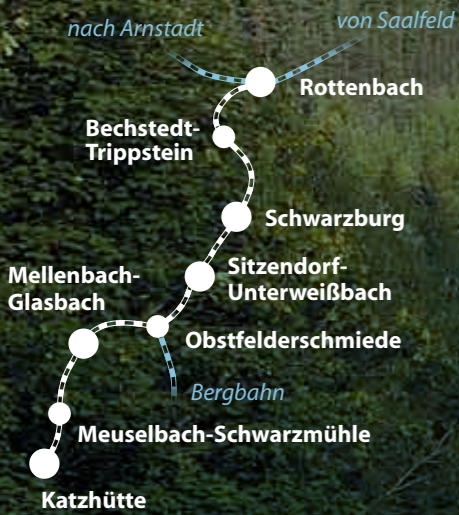 nach Arnstadt
von Saalfeld
Rottenbach
Bechstedt-
Trippstein
Schwarzburg
Sitzendorf-
Unterweißbach
Mellenbach-
Glasbach
Obstfelderschmiede
Bergbahn
Meuselbach-Schwarzmühle
Katzhütte